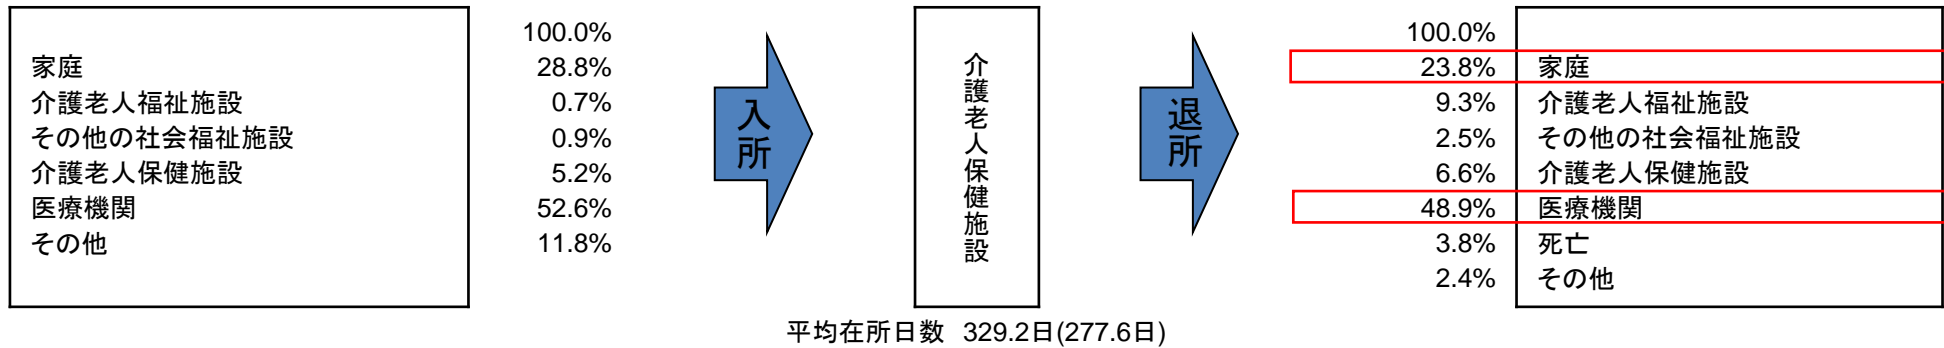 100.0%
家庭 28.8%
介護老人福祉施設 0.7%
その他の社会福祉施設 0.9%
介護老人保健施設 5.2%
医療機関 52.6%
その他 11.8%
入所
介護老人保健施設
退所
100.0%
23.8% 家庭
9.3% 介護老人福祉施設
2.5% その他の社会福祉施設
6.6% 介護老人保健施設
48.9% 医療機関
3.8% 死亡
2.4% その他
平均在所日数 329.2日(277.6日)